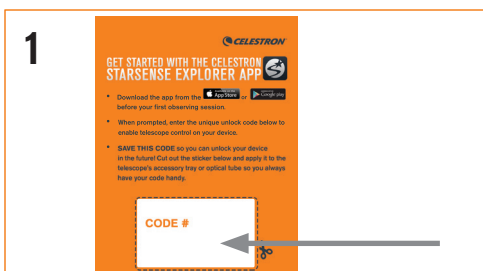 1
CELESTRON
GET STARTED WITH THE CELESTRON
STARSENSE EXPLORER APP
• Download the app from the App Store or Google play
before your first observing session.
• When prompted, enter the unique unlock code below to
enable telescope control on your device.
• SAVE THIS CODE so you can unlock your device
in the future! Cut out the sticker below and apply it to the
telescope's accessory tray or optical tube so you always
have your code handy.
CODE #